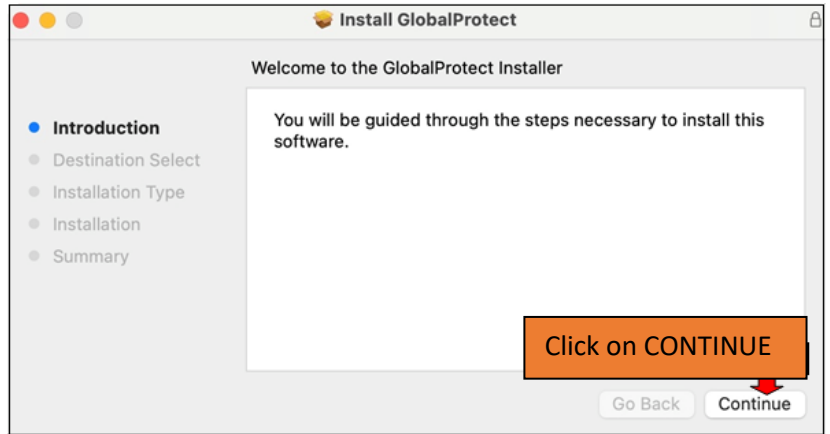 Install GlobalProtect
Welcome to the GlobalProtect Installer
Introduction
Destination Select
Installation Type
Installation
Summary
You will be guided through the steps necessary to install this
software.
Click on CONTINUE
Go Back
Continue